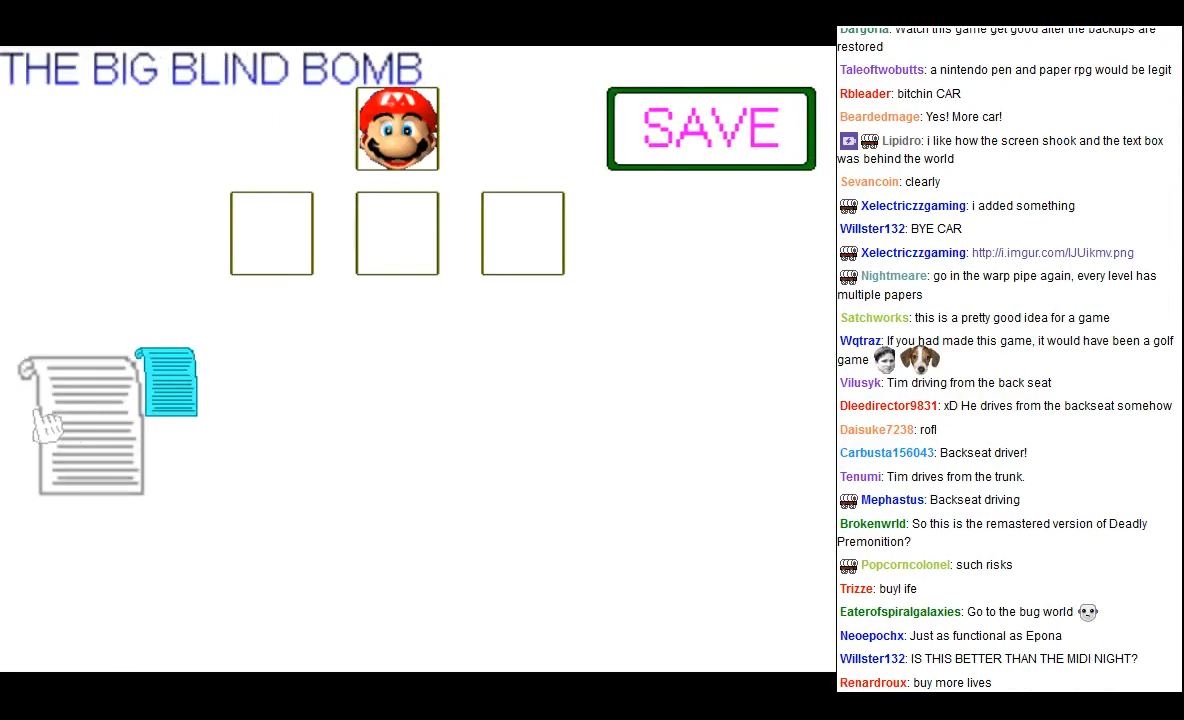 THE BIG BLIND BOMB
SAVE
Dargoria: Watch this game get good after the backups are
restored
Taleoftwobutts: a nintendo pen and paper rpg would be legit
Rbleader: bitchin CAR
Beardedmage: Yes! More car!
Lipidro: i like how the screen shook and the text box
was behind the world
Sevancoin: clearly
Xelectriczzgaming: i added something
Willster132: BYE CAR
Xelectriczzgaming: http://i.imgur.com/lJUikmv.png
Nightmeare: go in the warp pipe again, every level has
multiple papers
Satchworks: this is a pretty good idea for a game
Wqtraz: If you had made this game, it would have been a golf
game
Vilusyk: Tim driving from the back seat
Dleedirector9831: xD He drives from the backseat somehow
Daisuke7238: rofl
Carbusta156043: Backseat driver!
Tenumi: Tim drives from the trunk.
Mephastus: Backseat driving
Brokenwrld: So this is the remastered version of Deadly
Premonition?
Popcorncolonel: such risks
Trizze: buyl ife
Eaterofspiralgalaxies: Go to the bug world
Neoepochx: Just as functional as Epona
Willster132: IS THIS BETTER THAN THE MIDI NIGHT?
Renardroux: buy more lives